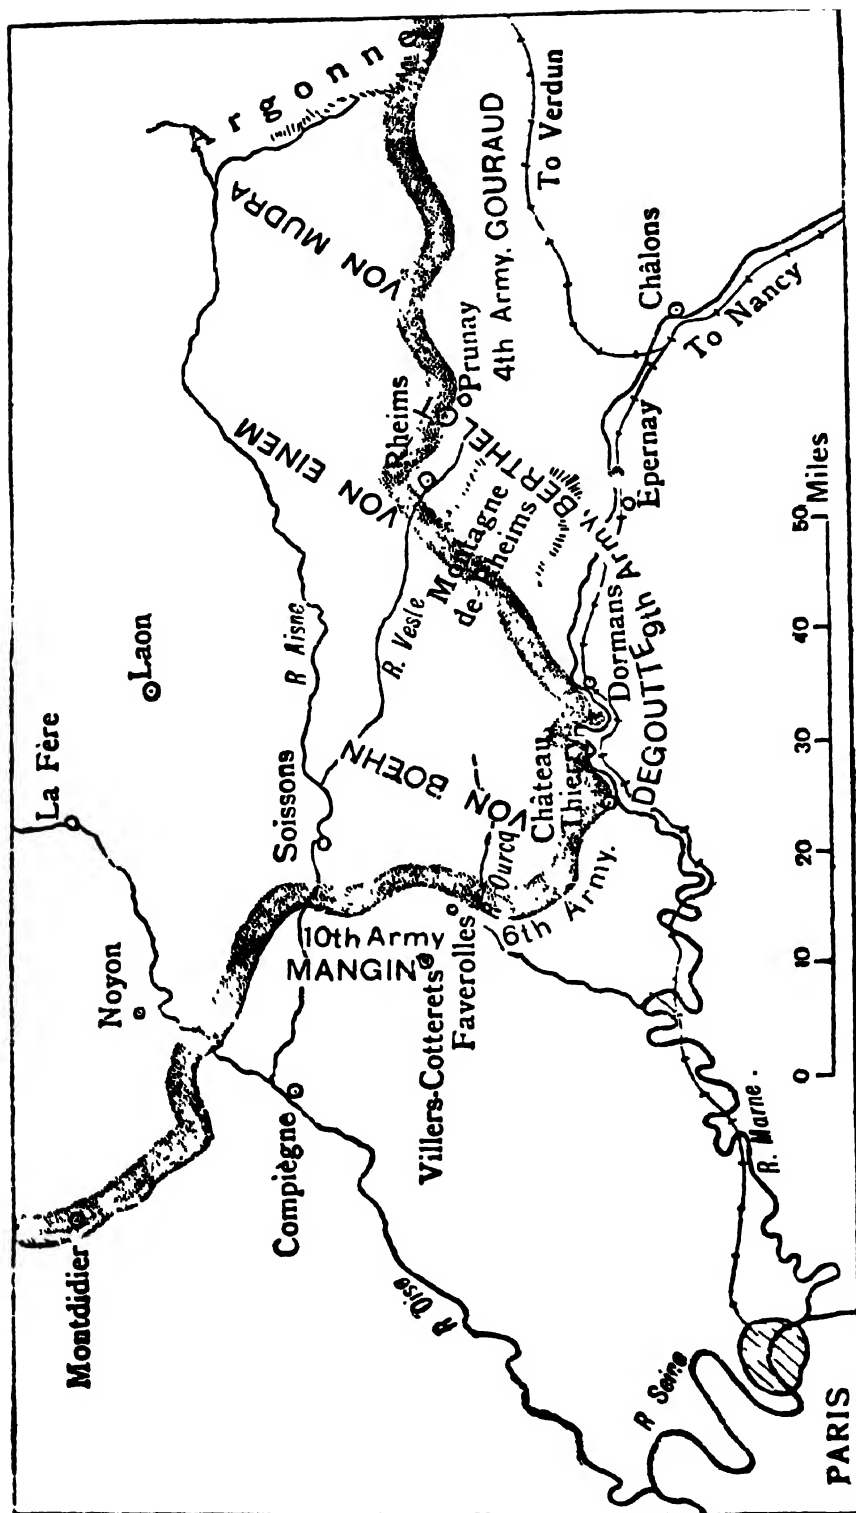 Montdidier
Noyon
La Fère
Laon
Argonne
Compiègne
Soissons
R Aisne
VON MUDRA
VON EINEM
VON BOEHN
10th Army
MANGIN
Villers-Cotterets
Faverolles
R Ourcq
6th Army.
R. Vesle
Rheims
Prunay
Montagne
de Rheims
4th Army, GOURAUD
To Verdun
BERTHELOT
Château
Thierry
Dormans
DEGOUTTE
9th Army
Epernay
Châlons
To Nancy
R Oise
R Seine
R. Marne.
PARIS
0 10 20 30 40 50 Miles